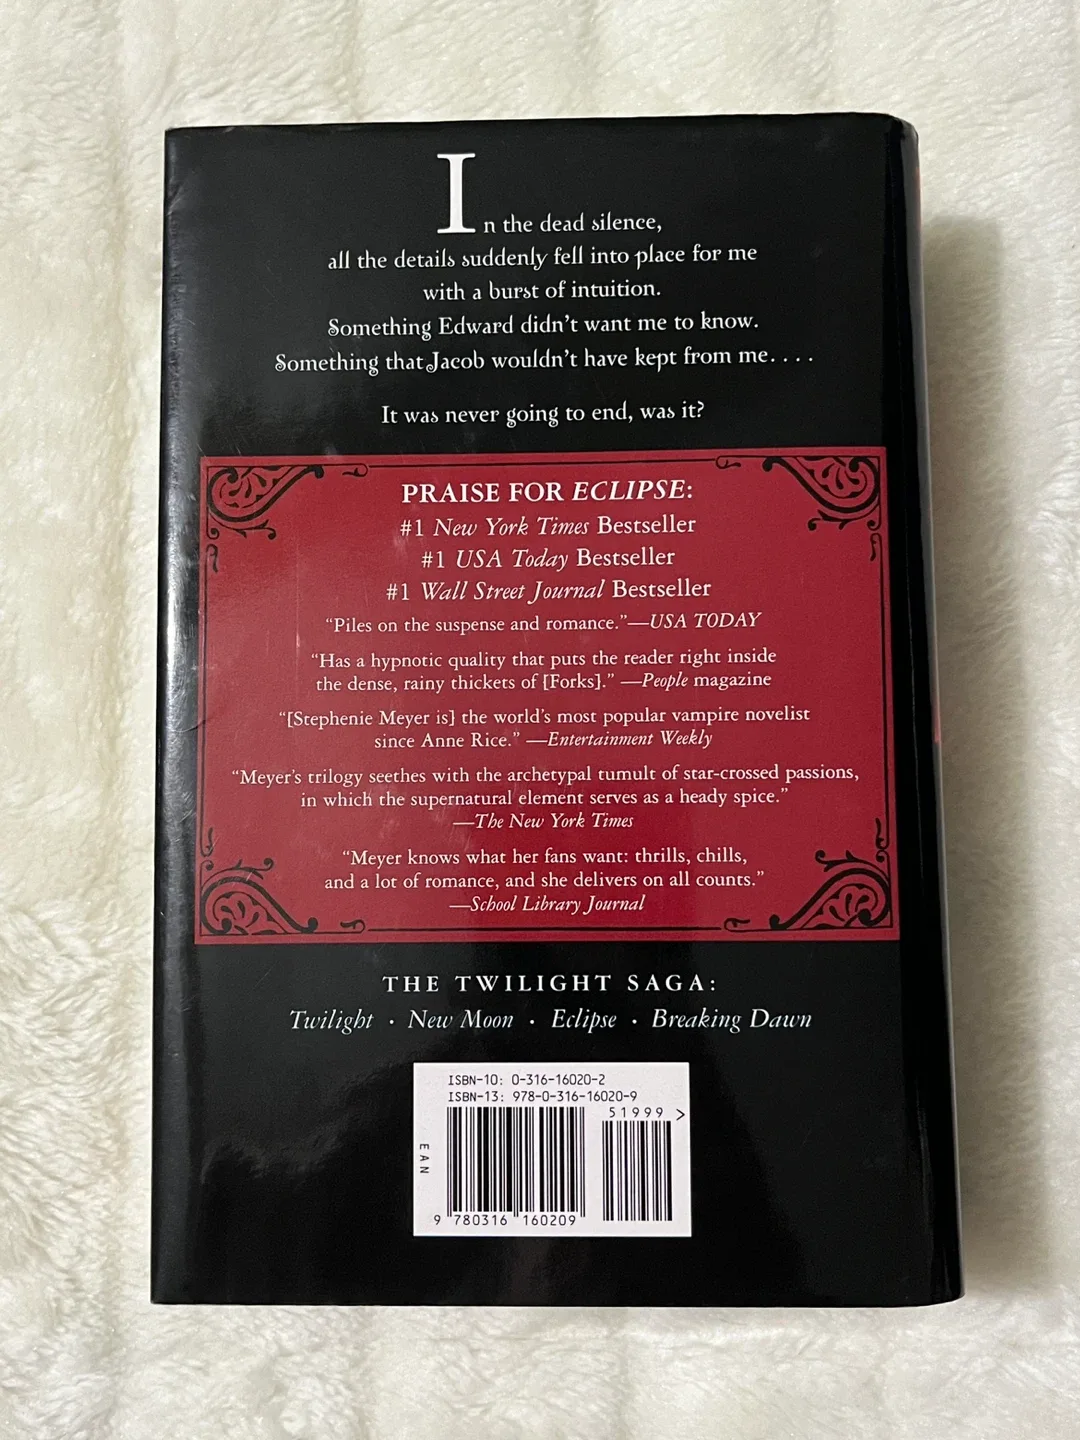 In the dead silence,
all the details suddenly fell into place for me
with a burst of intuition.
Something Edward didn't want me to know.
Something that Jacob wouldn't have kept from me. . . .
It was never going to end, was it?
PRAISE FOR ECLIPSE:
#1 New York Times Bestseller
#1 USA Today Bestseller
#1 Wall Street Journal Bestseller
“Piles on the suspense and romance.”—USA TODAY
“Has a hypnotic quality that puts the reader right inside
the dense, rainy thickets of [Forks].” —People magazine
“[Stephenie Meyer is] the world's most popular vampire novelist
since Anne Rice.” —Entertainment Weekly
“Meyer's trilogy seethes with the archetypal tumult of star-crossed passions,
in which the supernatural element serves as a heady spice.”
—The New York Times
“Meyer knows what her fans want: thrills, chills,
and a lot of romance, and she delivers on all counts.”
—School Library Journal
THE TWILIGHT SAGA:
Twilight · New Moon · Eclipse · Breaking Dawn
ISBN-10: 0-316-16020-2
ISBN-13: 978-0-316-16020-9
51999 >
EAN
9 780316 160209